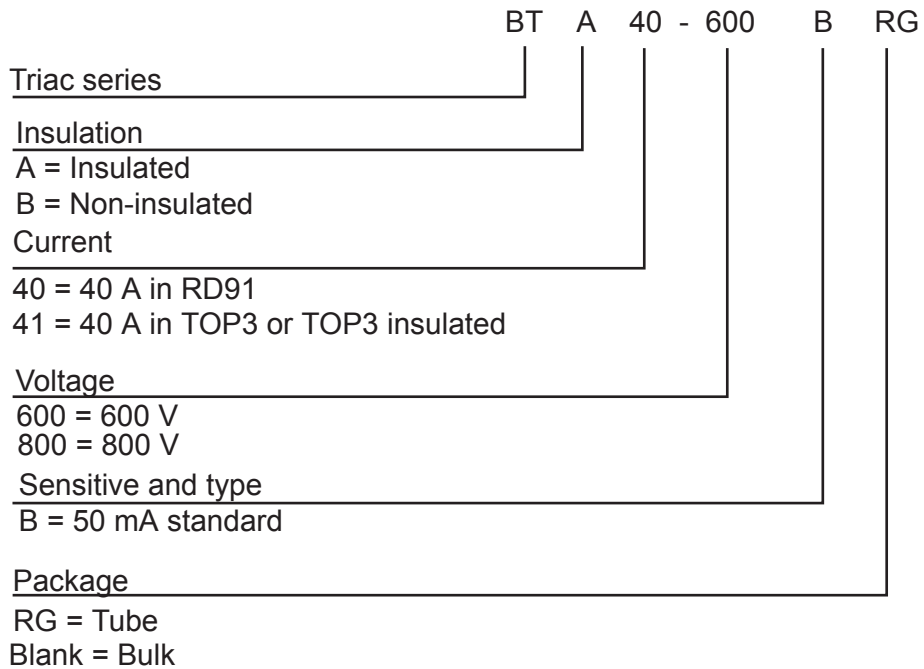 BT A 40 - 600 B RG
Triac series
Insulation
A = Insulated
B = Non-insulated
Current
40 = 40 A in RD91
41 = 40 A in TOP3 or TOP3 insulated
Voltage
600 = 600 V
800 = 800 V
Sensitive and type
B = 50 mA standard
Package
RG = Tube
Blank = Bulk